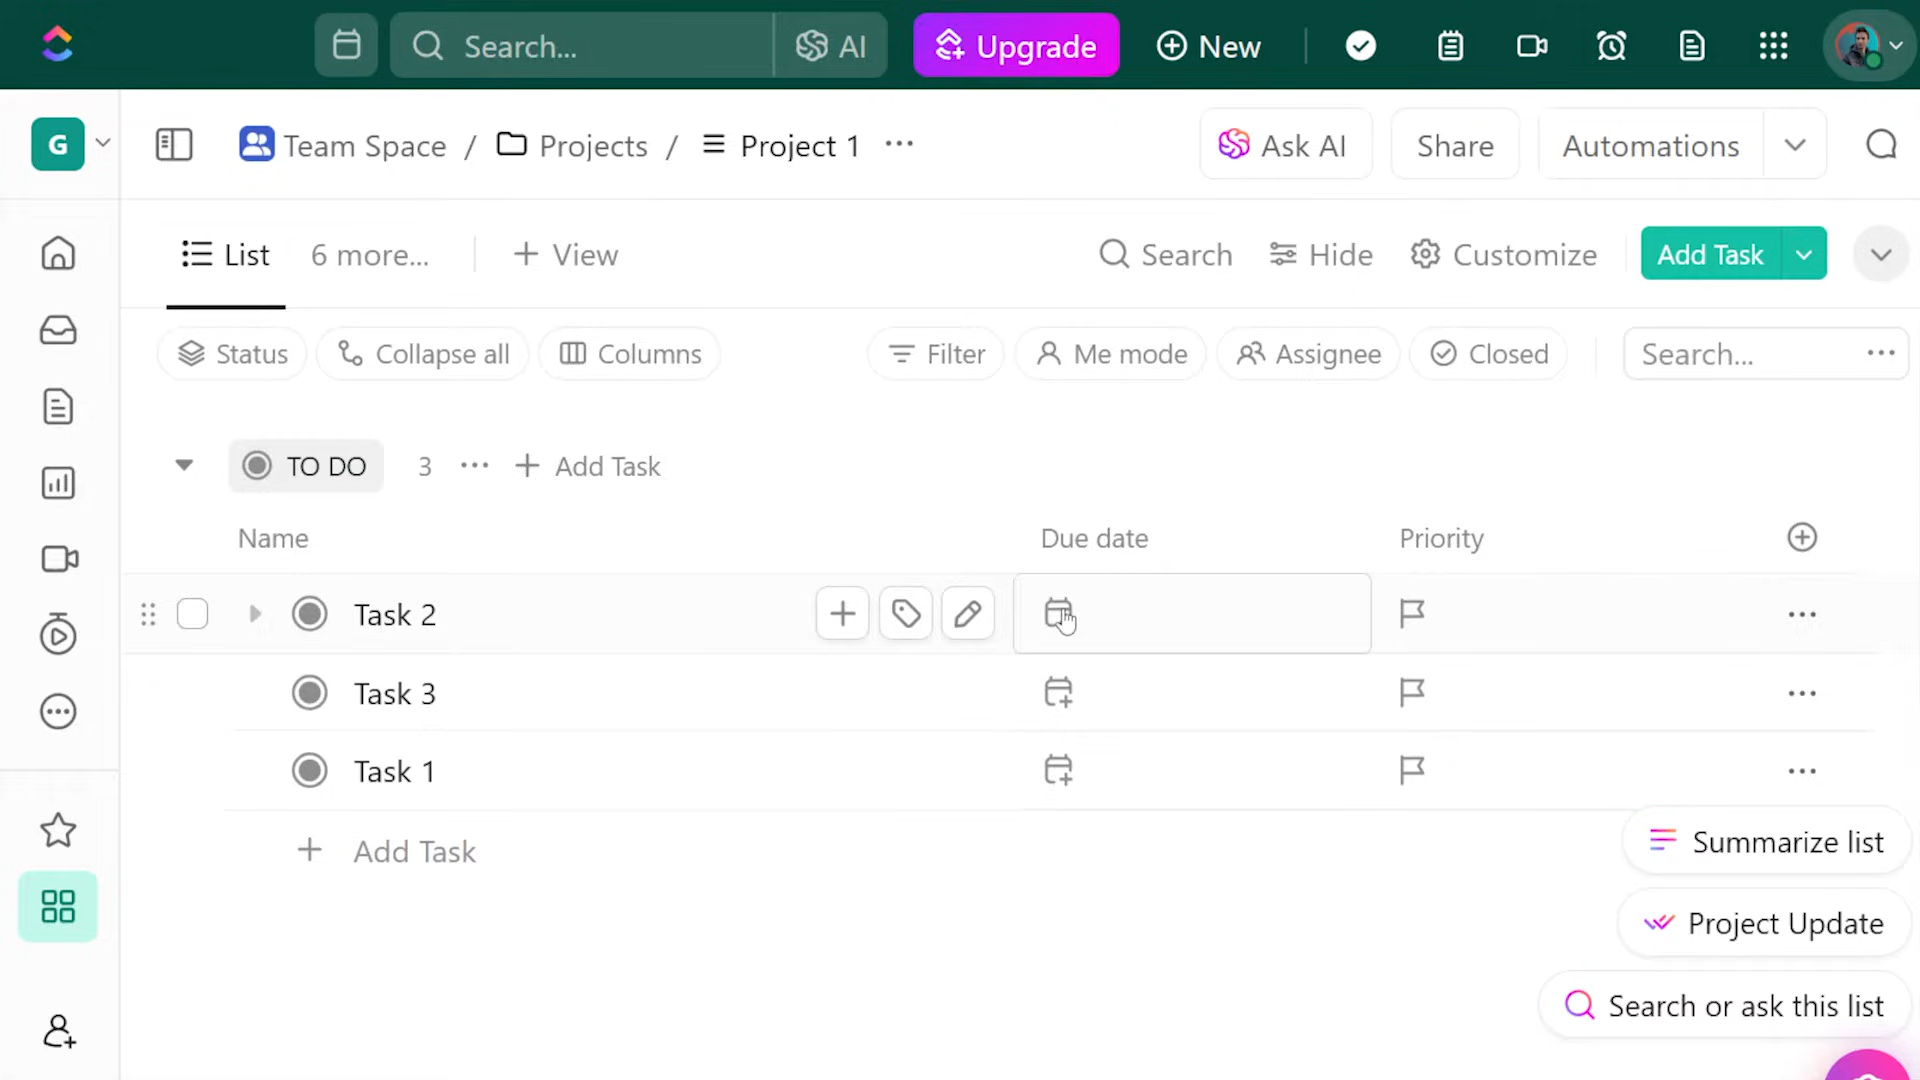 Search... AI Upgrade New
G Team Space / Projects / Project 1 ... Ask AI Share Automations
List 6 more... + View Search Hide Customize Add Task
Status Collapse all Columns Filter Me mode Assignee Closed Search... ...
TO DO 3 ... + Add Task
Name Due date Priority
Task 2
Task 3
Task 1
+ Add Task
Summarize list
Project Update
Search or ask this list